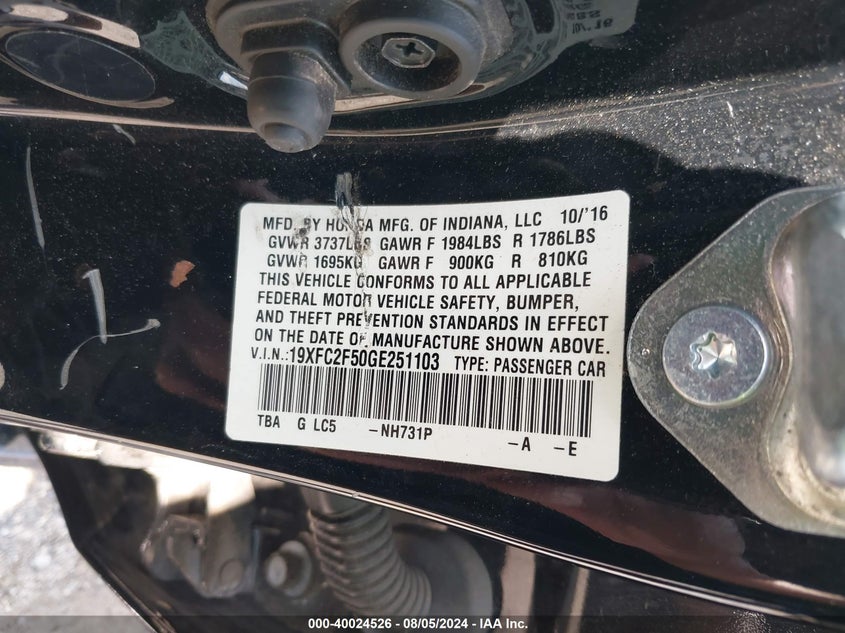 MFD. BY HONDA MFG. OF INDIANA, LLC 10/'16
GVWR 3737LBS GAWR F 1984LBS R 1786LBS
GVWR 1695KG GAWR F 900KG R 810KG
THIS VEHICLE CONFORMS TO ALL APPLICABLE
FEDERAL MOTOR VEHICLE SAFETY, BUMPER,
AND THEFT PREVENTION STANDARDS IN EFFECT
ON THE DATE OF MANUFACTURE SHOWN ABOVE.
V.I.N.:19XFC2F50GE251103 TYPE: PASSENGER CAR
TBA G LC5 -NH731P -A -E
000-40024526 - 08/05/2024 - IAA Inc.